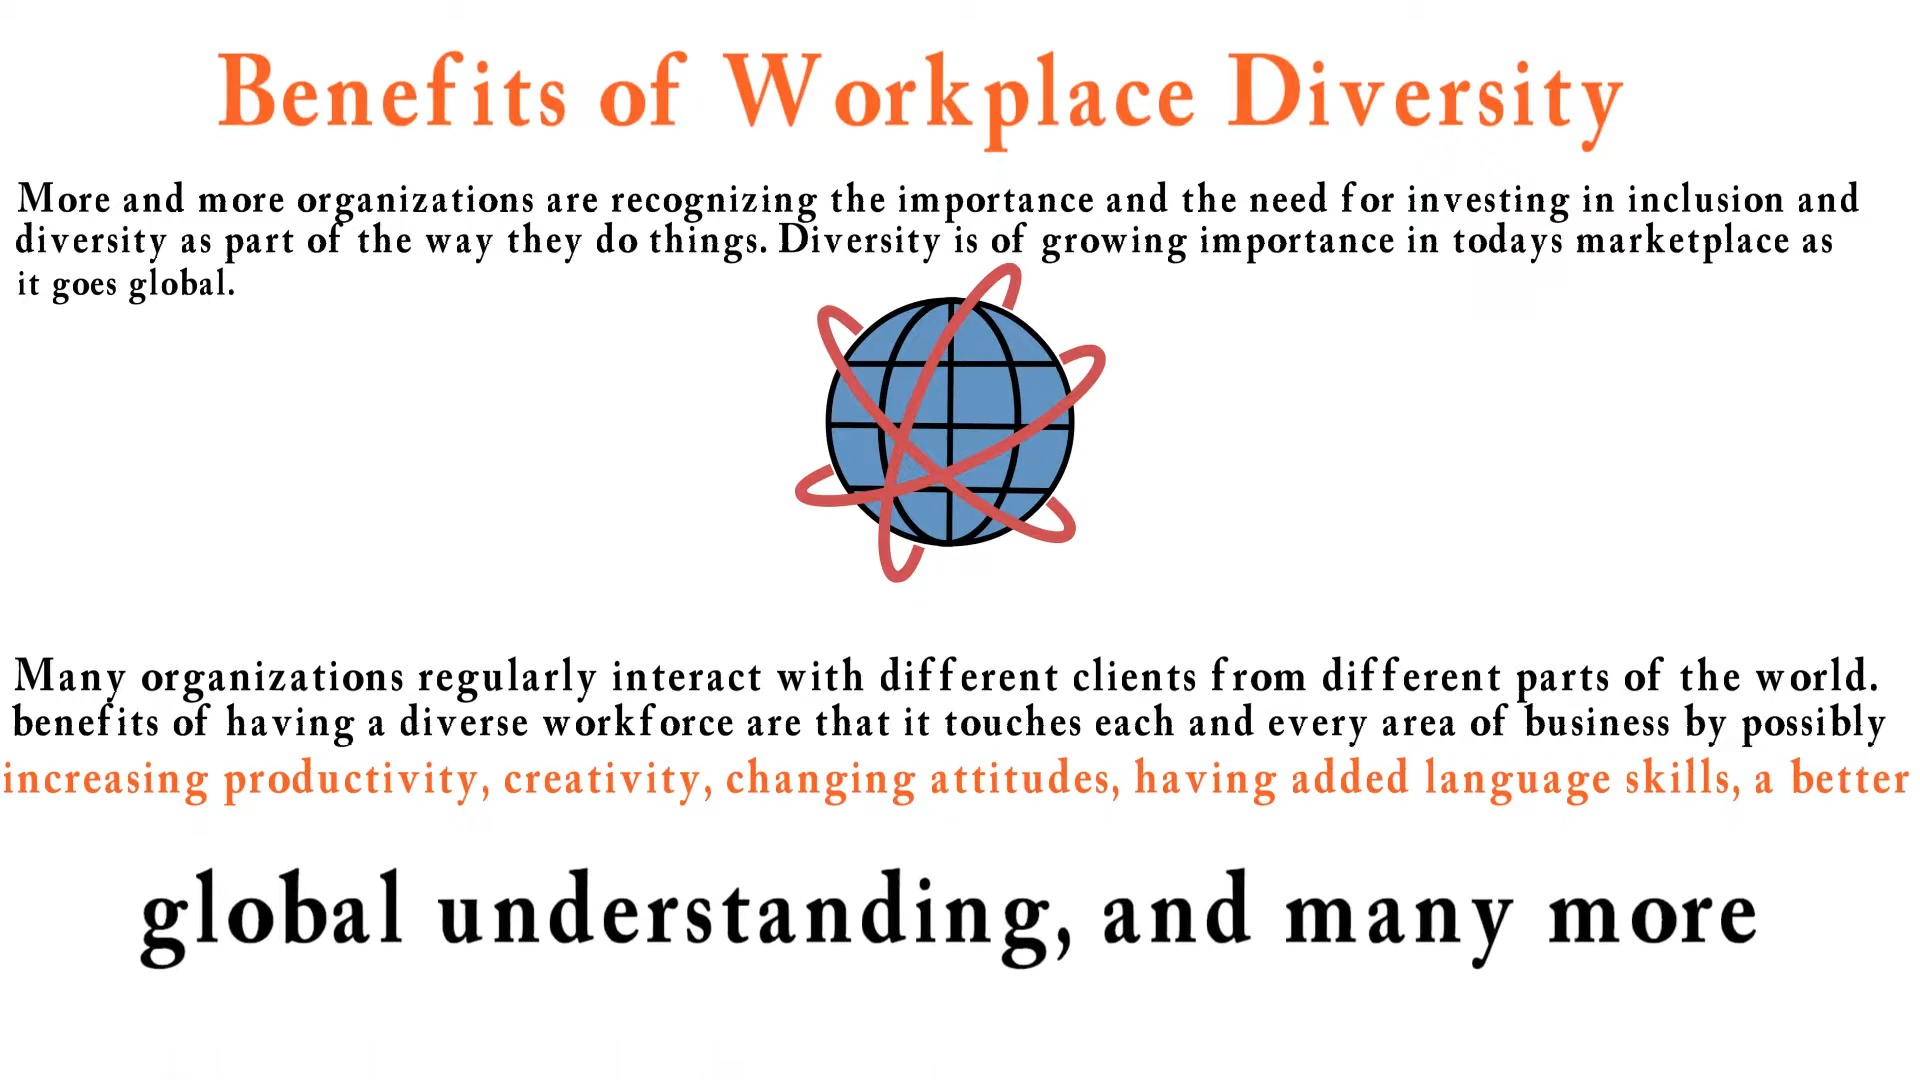 Benefits of Workplace Diversity
More and more organizations are recognizing the importance and the need for investing in inclusion and
diversity as part of the way they do things. Diversity is of growing importance in todays marketplace as
it goes global.
Many organizations regularly interact with different clients from different parts of the world.
benefits of having a diverse workforce are that it touches each and every area of business by possibly
increasing productivity, creativity, changing attitudes, having added language skills, a better
global understanding, and many more